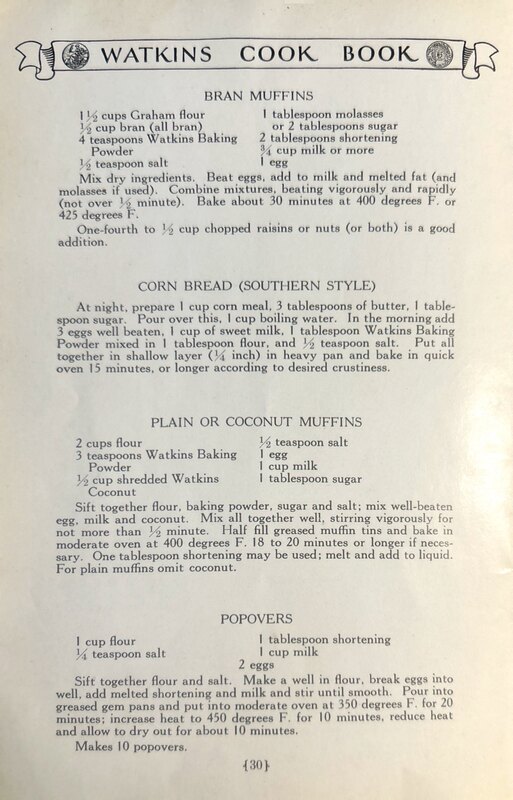 WATKINS COOK BOOK
BRAN MUFFINS
1½ cups Graham flour
½ cup bran (all bran)
4 teaspoons Watkins Baking
Powder
½ teaspoon salt
1 tablespoon molasses
or 2 tablespoons sugar
2 tablespoons shortening
¾ cup milk or more
1 egg
Mix dry ingredients. Beat eggs, add to milk and melted fat (and
molasses if used). Combine mixtures, beating vigorously and rapidly
(not over ½ minute). Bake about 30 minutes at 400 degrees F. or
425 degrees F.
One-fourth to ½ cup chopped raisins or nuts (or both) is a good
addition.
CORN BREAD (SOUTHERN STYLE)
At night, prepare 1 cup corn meal, 3 tablespoons of butter, 1 table-
spoon sugar. Pour over this, 1 cup boiling water. In the morning add
3 eggs well beaten, 1 cup of sweet milk, 1 tablespoon Watkins Baking
Powder mixed in 1 tablespoon flour, and ½ teaspoon salt. Put all
together in shallow layer (¼ inch) in heavy pan and bake in quick
oven 15 minutes, or longer according to desired crustiness.
PLAIN OR COCONUT MUFFINS
2 cups flour
3 teaspoons Watkins Baking
Powder
½ cup shredded Watkins
Coconut
½ teaspoon salt
1 egg
1 cup milk
1 tablespoon sugar
Sift together flour, baking powder, sugar and salt; mix well-beaten
egg, milk and coconut. Mix all together well, stirring vigorously for
not more than ½ minute. Half fill greased muffin tins and bake in
moderate oven at 400 degrees F. 18 to 20 minutes or longer if neces-
sary. One tablespoon shortening may be used; melt and add to liquid.
For plain muffins omit coconut.
POPOVERS
1 cup flour
¼ teaspoon salt
1 tablespoon shortening
1 cup milk
2 eggs
Sift together flour and salt. Make a well in flour, break eggs into
well, add melted shortening and milk and stir until smooth. Pour into
greased gem pans and put into moderate oven at 350 degrees F. for 20
minutes; increase heat to 450 degrees F. for 10 minutes, reduce heat
and allow to dry out for about 10 minutes.
Makes 10 popovers.
{30}